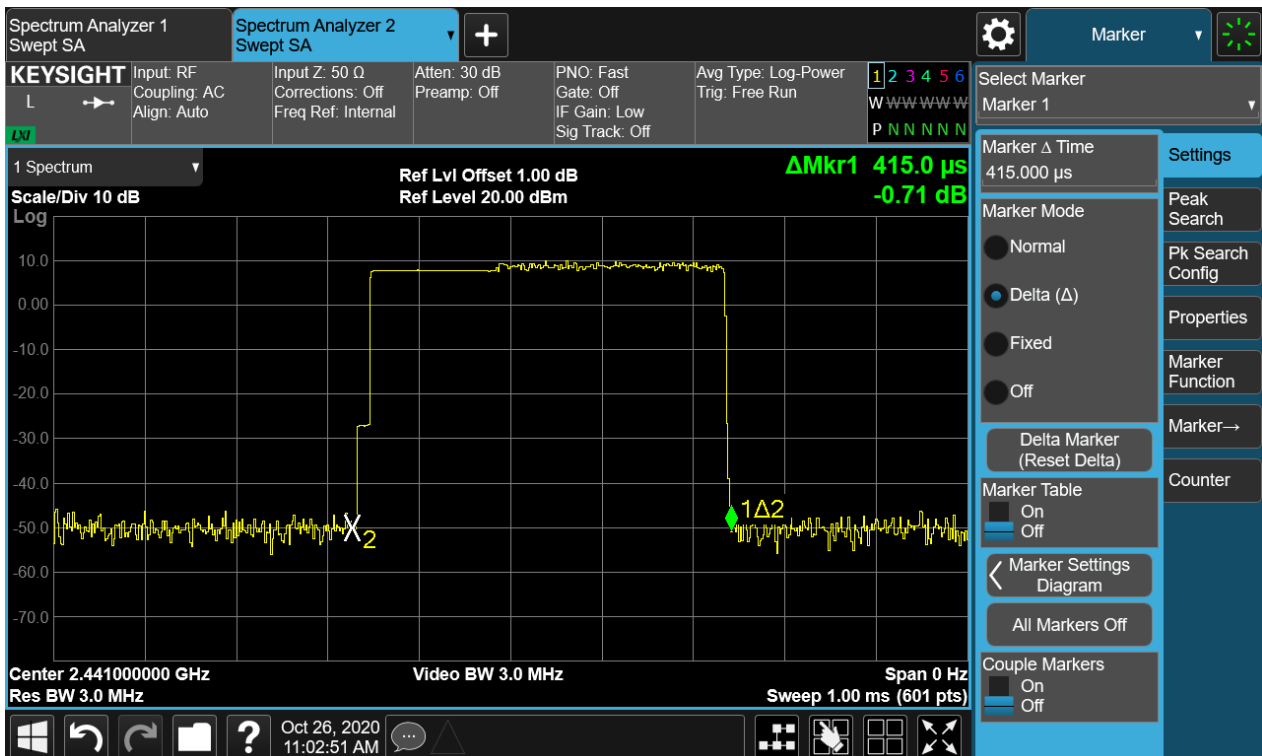 Spectrum Analyzer 1
Swept SA
Spectrum Analyzer 2
Swept SA
Marker
KEYSIGHT
L
LXI
Input: RF
Coupling: AC
Align: Auto
Input Z: 50 Ω
Corrections: Off
Freq Ref: Internal
Atten: 30 dB
Preamp: Off
PNO: Fast
Gate: Off
IF Gain: Low
Sig Track: Off
Avg Type: Log-Power
Trig: Free Run
1 2 3 4 5 6
W W W W W W
P N N N N N
Select Marker
Marker 1
1 Spectrum
Scale/Div 10 dB
Log
Ref Lvl Offset 1.00 dB
Ref Level 20.00 dBm
ΔMkr1 415.0 µs
-0.71 dB
10.0
0.00
-10.0
-20.0
-30.0
-40.0
-50.0
-60.0
-70.0
2
1Δ2
Center 2.441000000 GHz
Res BW 3.0 MHz
Video BW 3.0 MHz
Span 0 Hz
Sweep 1.00 ms (601 pts)
Marker Δ Time
415.000 µs
Marker Mode
Normal
Delta (Δ)
Fixed
Off
Delta Marker
(Reset Delta)
Marker Table
On
Off
Marker Settings
Diagram
All Markers Off
Couple Markers
On
Off
Settings
Peak
Search
Pk Search
Config
Properties
Marker
Function
Marker→
Counter
?
Oct 26, 2020
11:02:51 AM